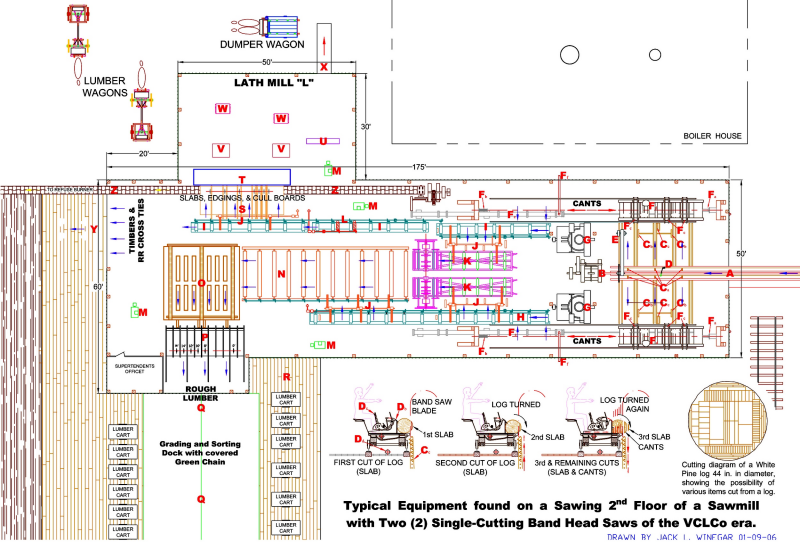 DUMPER WAGON
LUMBER
WAGONS
50'
X
LATH MILL "L"
W
W
30'
V
V
U
BOILER HOUSE
20'
175'
M
T
TO REFUSE BURNER
Z
Z
SLABS, EDGINGS, & CULL BOARDS
M
S
J
L
I
I
I
Y
TIMBERS &
RR CROSS TIES
CANTS
F
F
F
F
F
G
E
J
K
C
C
C
D
B
A
50'
N
O
60'
K
C
C
C
C
G
J
J
H
M
M
F
F
F
CANTS
P
SUPERTENDENTS
OFFICET
ROUGH
LUMBER
R
Q
Grading and Sorting
Dock with covered
Green Chain
Q
LUMBER
CART
LUMBER
CART
LUMBER
CART
LUMBER
CART
LUMBER
CART
LUMBER
CART
LUMBER
CART
LUMBER
CART
LUMBER
CART
LUMBER
CART
LUMBER
CART
D
D
D
C
BAND SAW
BLADE
1st SLAB
FIRST CUT OF LOG
(SLAB)
LOG TURNED
2nd SLAB
SECOND CUT OF LOG
(SLAB)
LOG TURNED
AGAIN
3rd SLAB
CANTS
3rd & REMAINING CUTS
(SLAB & CANTS)
Cutting diagram of a White
Pine log 44 in. in diameter,
showing the possibility of
various items cut from a log.
Typical Equipment found on a Sawing 2nd Floor of a Sawmill
with Two (2) Single-Cutting Band Head Saws of the VCLCo era.
DRAWN BY JACK L. WINEGAR 01-09-06